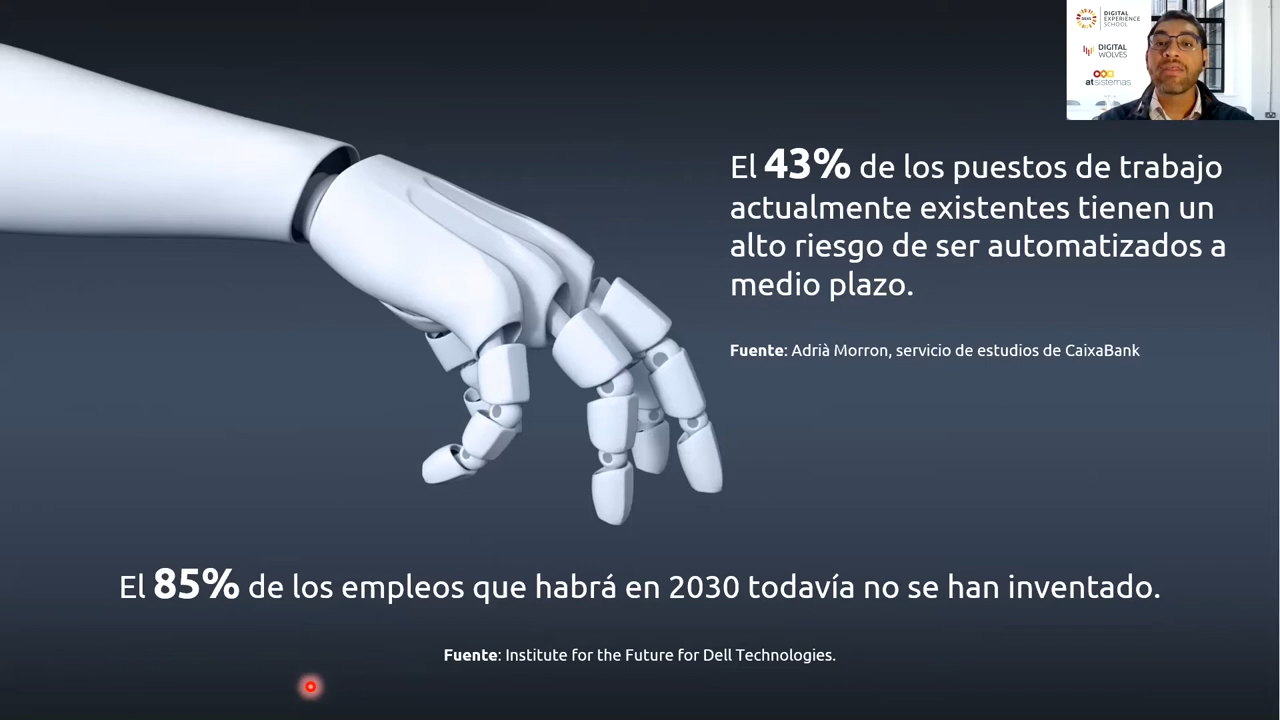 DIGITAL
EXPERIENCE
SCHOOL
DIGITAL
WOLVES
atsistemas
El 43% de los puestos de trabajo
actualmente existentes tienen un
alto riesgo de ser automatizados a
medio plazo.
Fuente: Adrià Morron, servicio de estudios de CaixaBank
El 85% de los empleos que habrá en 2030 todavía no se han inventado.
Fuente: Institute for the Future for Dell Technologies.